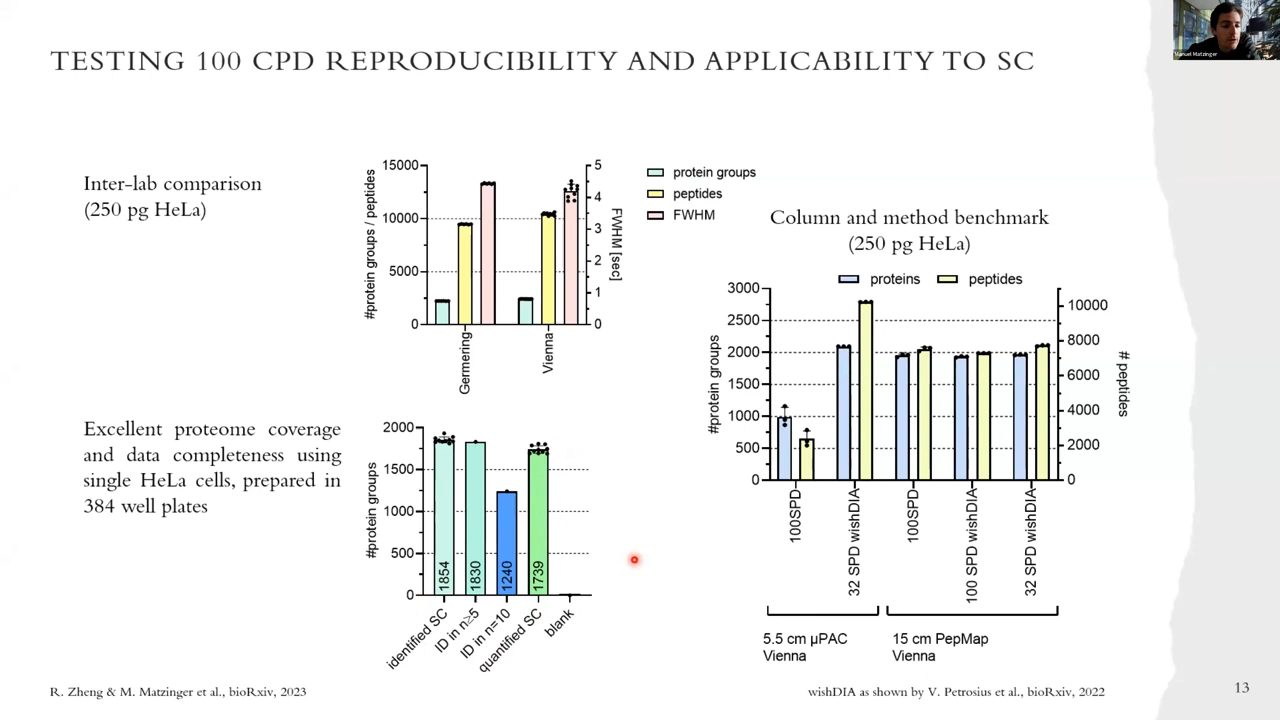 Manuel Matzinger
TESTING 100 CPD REPRODUCIBILITY AND APPLICABILITY TO SC
Inter-lab comparison
(250 pg HeLa)
#protein groups / peptides
15000
10000
5000
0
5
4
3
2
1
0
FWHM [sec]
Germering
Vienna
protein groups
peptides
FWHM
Column and method benchmark
(250 pg HeLa)
proteins
peptides
#protein groups
3000
2500
2000
1500
1000
500
0
10000
8000
6000
4000
2000
0
# peptides
100SPD
32 SPD wishDIA
100SPD
100 SPD wishDIA
32 SPD wishDIA
5.5 cm µPAC
Vienna
15 cm PepMap
Vienna
Excellent proteome coverage
and data completeness using
single HeLa cells, prepared in
384 well plates
#protein groups
2000
1500
1000
500
0
1854
1830
1240
1739
identified SC
ID in n≥5
ID in n=10
quantified SC
blank
R. Zheng & M. Matzinger et al., bioRxiv, 2023
wishDIA as shown by V. Petrosius et al., bioRxiv, 2022
13